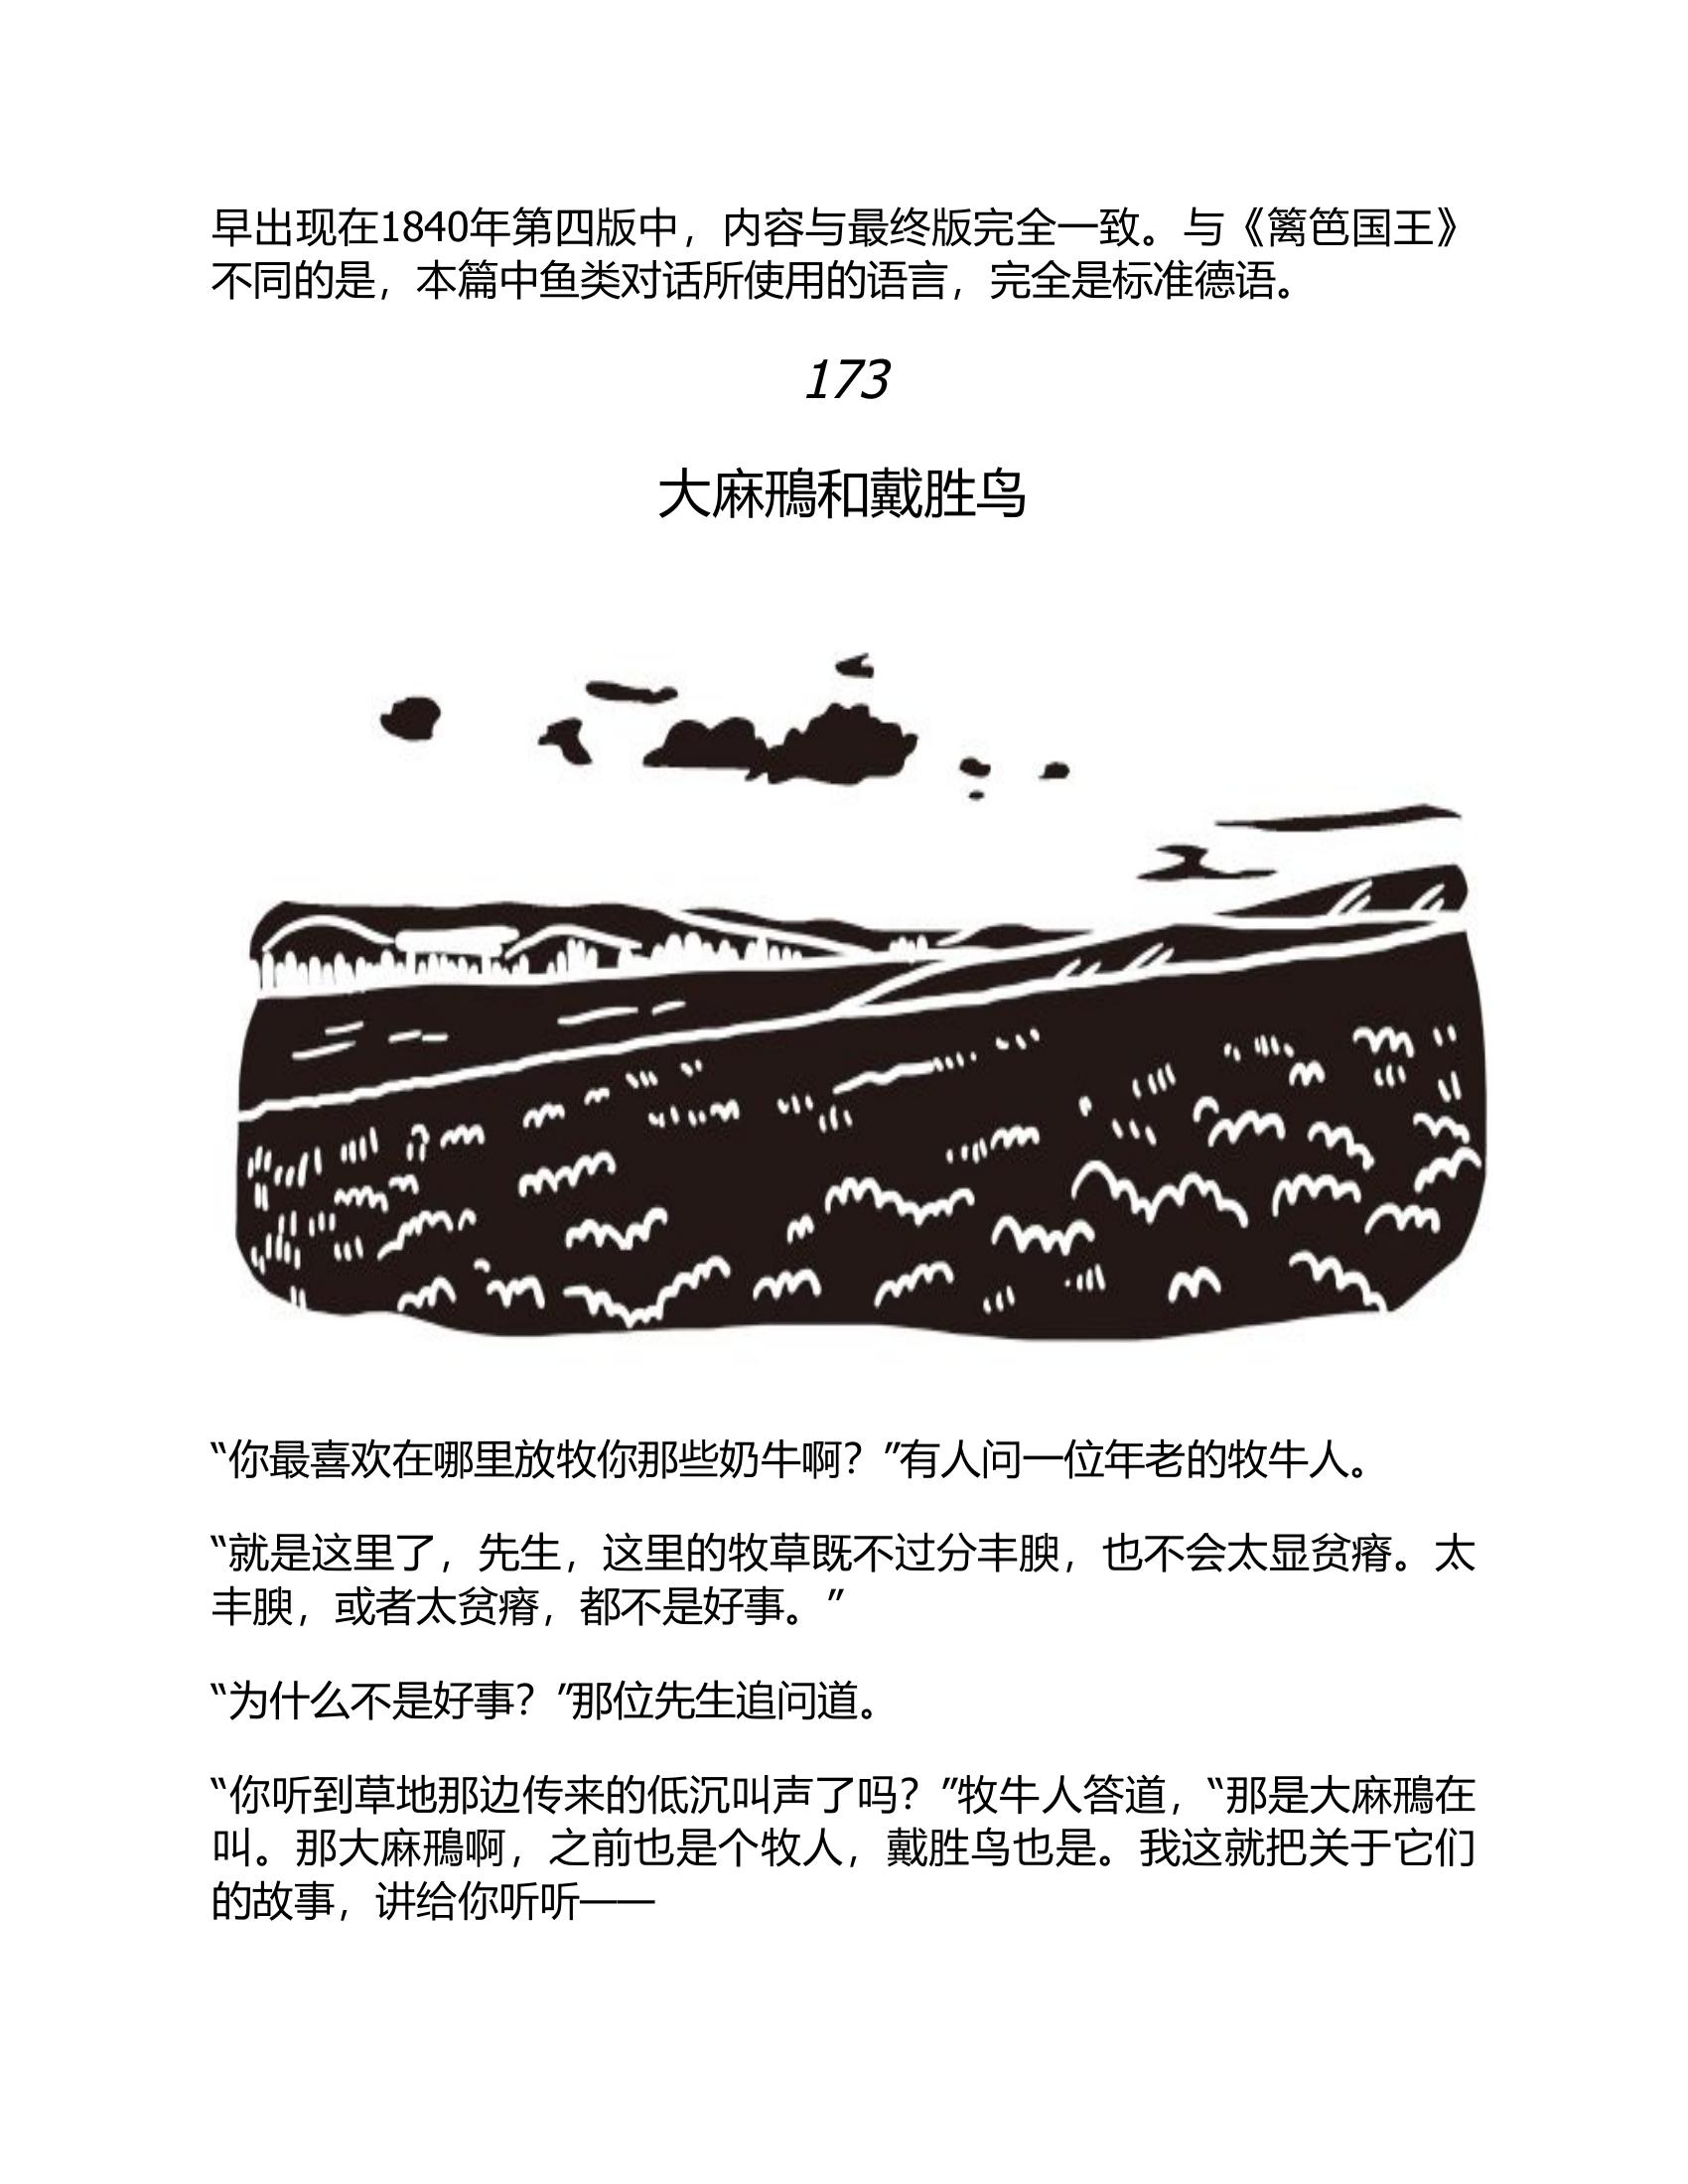 早出现在1840年第四版中，内容与最终版完全一致。与《篱笆国王》
不同的是，本篇中鱼类对话所使用的语言，完全是标准德语。
173
大麻鳽和戴胜鸟
“你最喜欢在哪里放牧你那些奶牛啊？”有人问一位年老的牧牛人。
“就是这里了，先生，这里的牧草既不过分丰腴，也不会太显贫瘠。太
丰腴，或者太贫瘠，都不是好事。”
“为什么不是好事？”那位先生追问道。
“你听到草地那边传来的低沉叫声了吗？”牧牛人答道，“那是大麻鳽在
叫。那大麻鳽啊，之前也是个牧人，戴胜鸟也是。我这就把关于它们
的故事，讲给你听听——